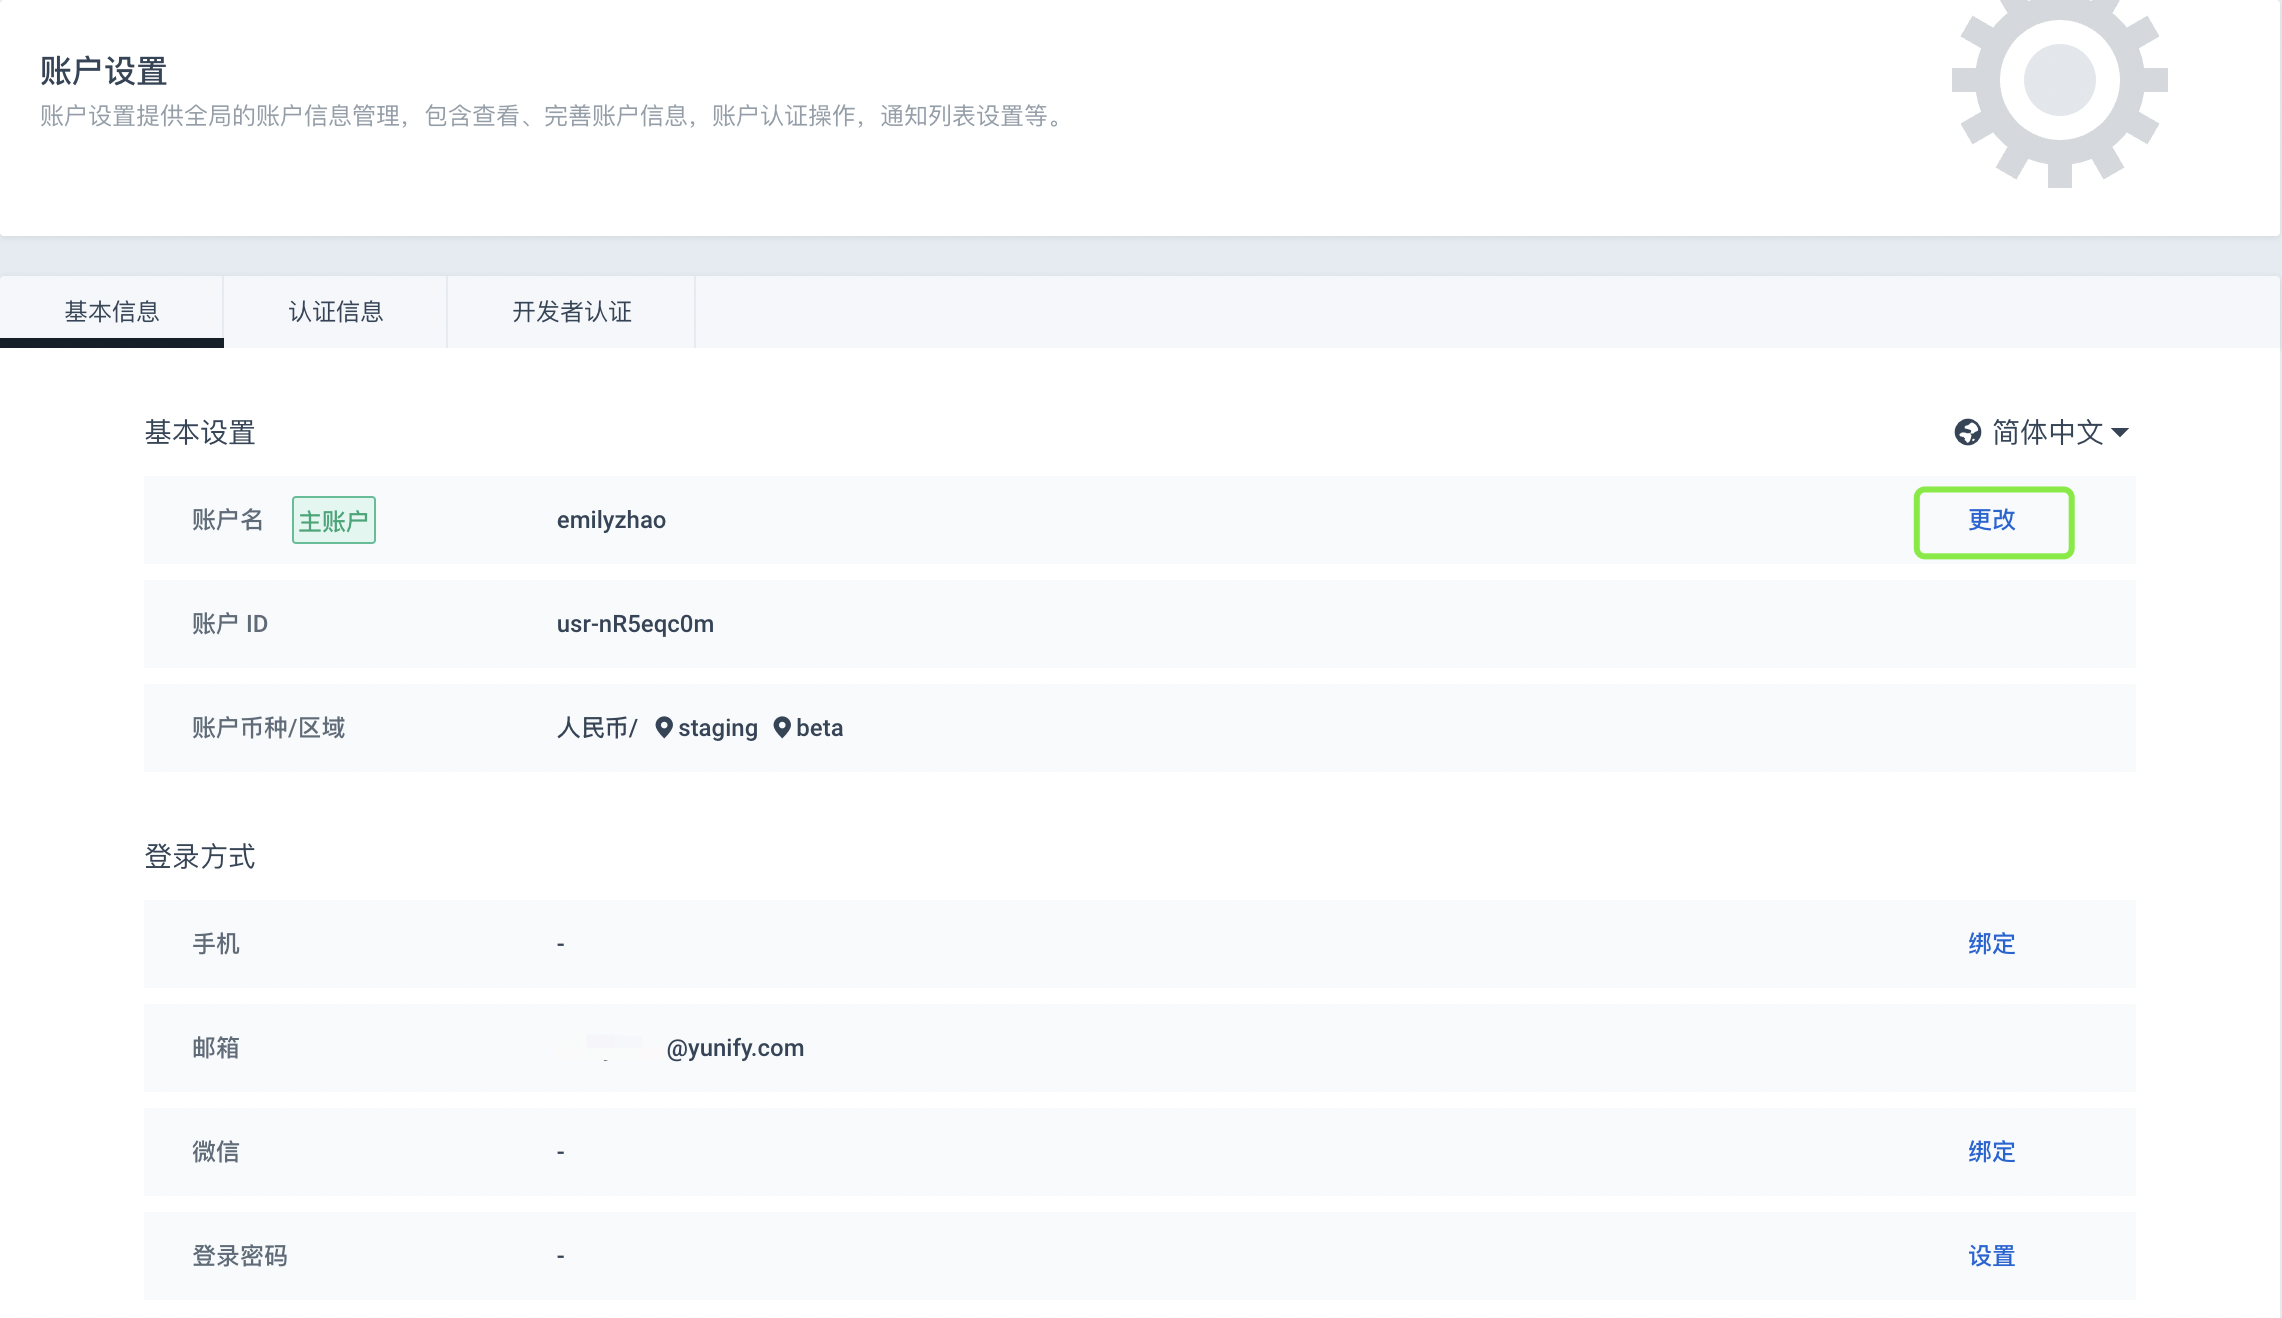 账户设置
账户设置提供全局的账户信息管理，包含查看、完善账户信息，账户认证操作，通知列表设置等。
基本信息 认证信息 开发者认证
基本设置 简体中文
账户名 主账户 emilyzhao 更改
账户 ID usr-nR5eqc0m
账户币种/区域 人民币/ staging beta
登录方式
手机 - 绑定
邮箱 @yunify.com
微信 - 绑定
登录密码 - 设置